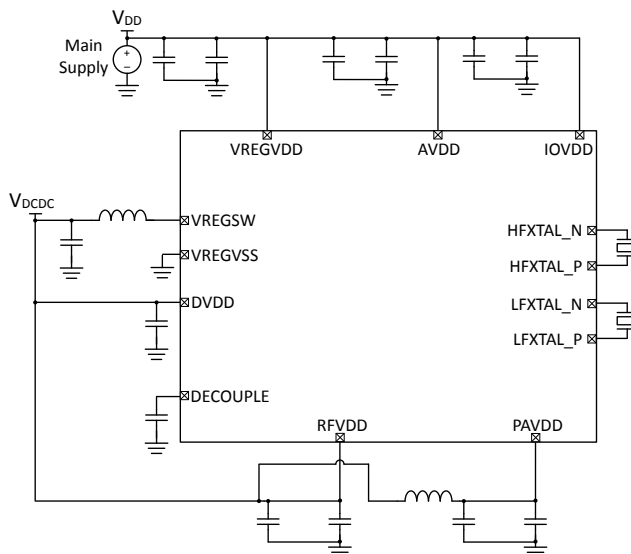 VDD
Main
Supply
+
−
VREGVDD
AVDD
IOVDD
VDCDC
VREGSW
HFXTAL_N
VREGVSS
HFXTAL_P
DVDD
LFXTAL_N
LFXTAL_P
DECOUPLE
RFVDD
PAVDD